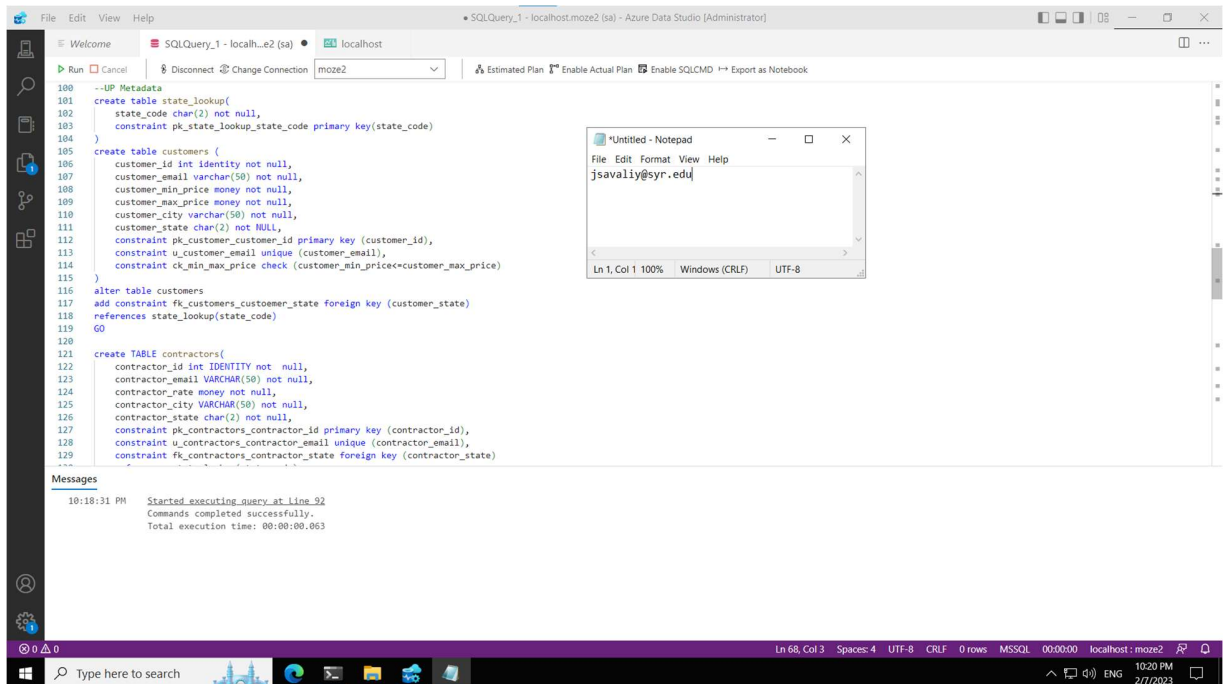 File Edit View Help
● SQLQuery_1 - localhost.moze2 (sa) - Azure Data Studio [Administrator]
Welcome
SQLQuery_1 - localh...e2 (sa) ●
localhost
Run Cancel Disconnect Change Connection moze2 Estimated Plan Enable Actual Plan Enable SQLCMD Export as Notebook
100 --UP Metadata
101 create table state_lookup(
102 state_code char(2) not null,
103 constraint pk_state_lookup_state_code primary key(state_code)
104 )
105 create table customers (
106 customer_id int identity not null,
107 customer_email varchar(50) not null,
108 customer_min_price money not null,
109 customer_max_price money not null,
110 customer_city varchar(50) not null,
111 customer_state char(2) not NULL,
112 constraint pk_customer_customer_id primary key (customer_id),
113 constraint u_customer_email unique (customer_email),
114 constraint ck_min_max_price check (customer_min_price<=customer_max_price)
115 )
116 alter table customers
117 add constraint fk_customers_custoemer_state foreign key (customer_state)
118 references state_lookup(state_code)
119 GO
120
121 create TABLE contractors(
122 contractor_id int IDENTITY not  null,
123 contractor_email VARCHAR(50) not null,
124 contractor_rate money not null,
125 contractor_city VARCHAR(50) not null,
126 contractor_state char(2) not null,
127 constraint pk_contractors_contractor_id primary key (contractor_id),
128 constraint u_contractors_contractor_email unique (contractor_email),
129 constraint fk_contractors_contractor_state foreign key (contractor_state)
*Untitled - Notepad
File Edit Format View Help
jsavaliy@syr.edu
Ln 1, Col 1 100% Windows (CRLF) UTF-8
Messages
10:18:31 PM Started executing query at Line 92
Commands completed successfully.
Total execution time: 00:00:00.063
0 0 Ln 68, Col 3 Spaces: 4 UTF-8 CRLF 0 rows MSSQL 00:00:00 localhost : moze2
Type here to search
ENG
10:20 PM
2/7/2023
1
1